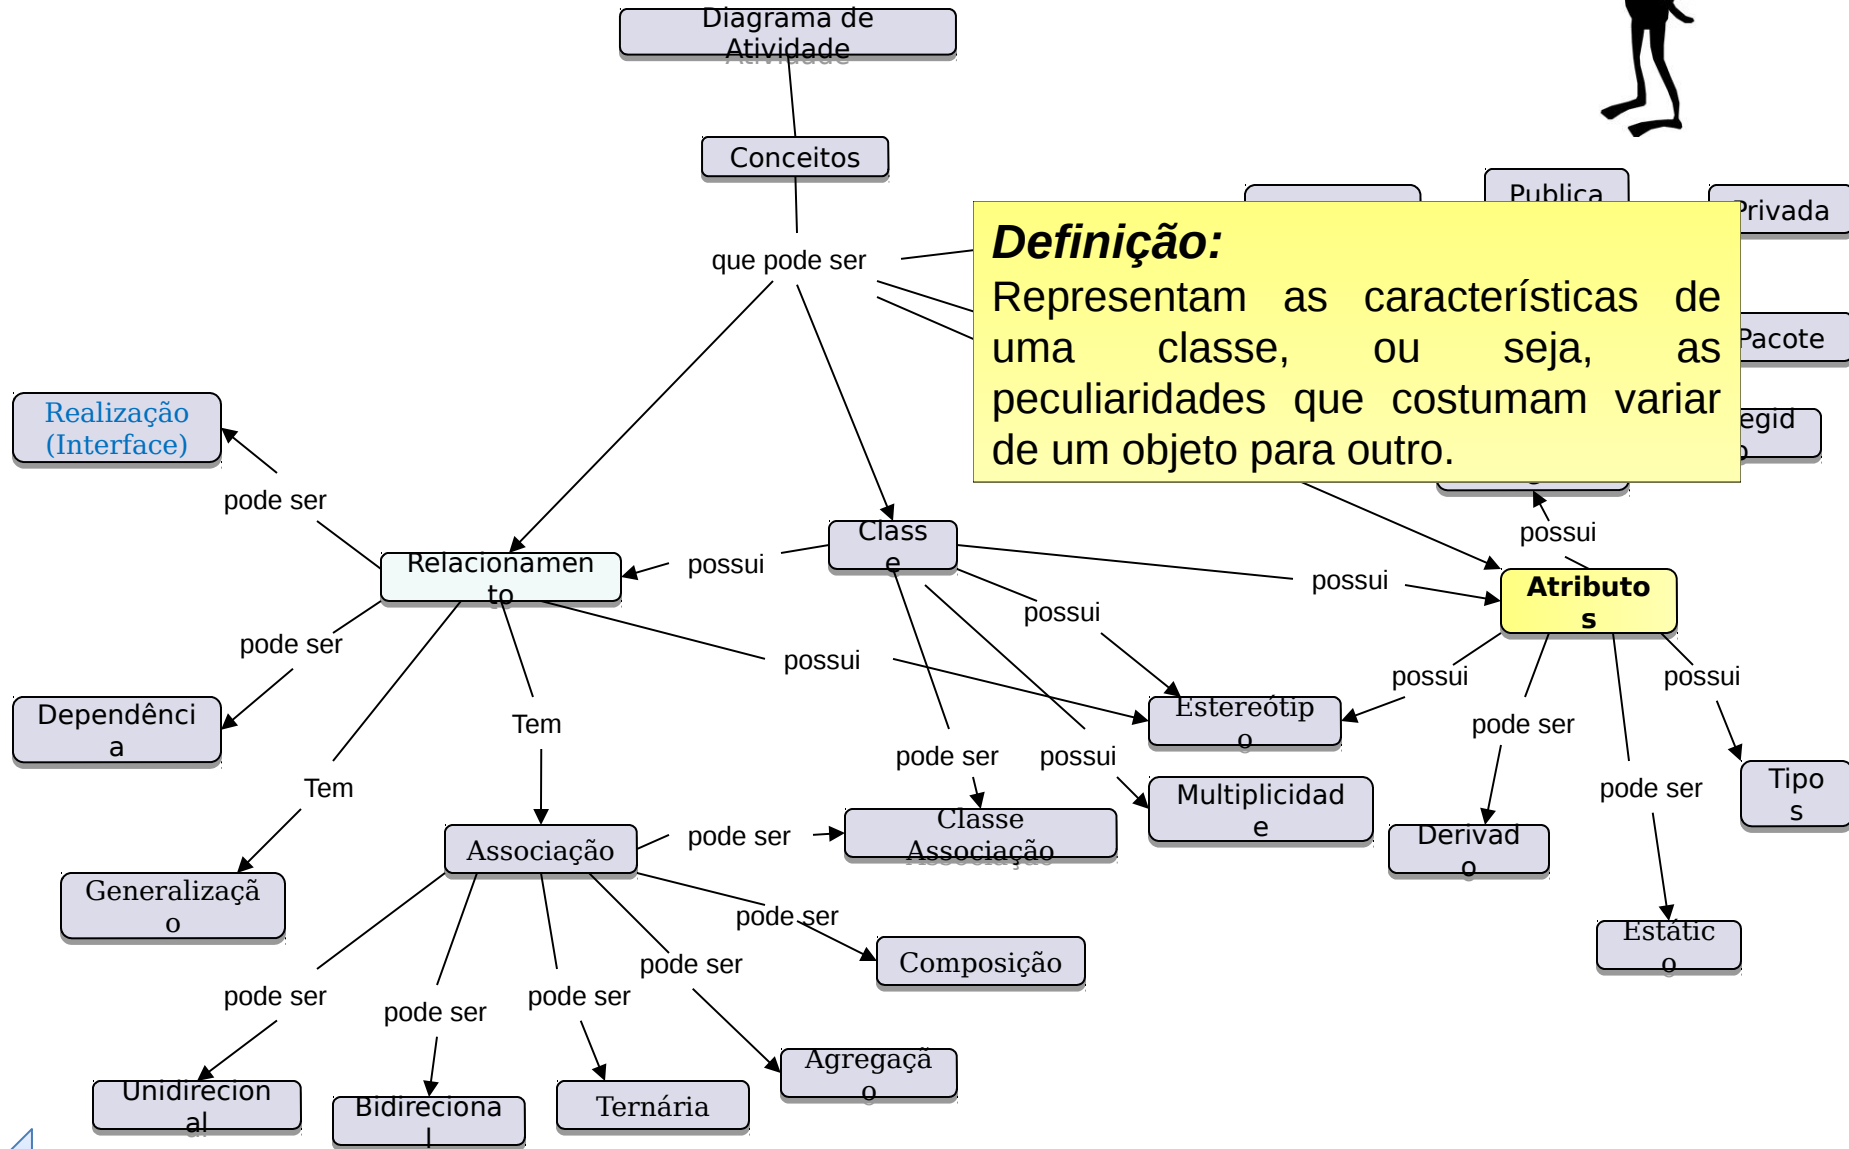 Diagrama de
Atividade
Conceitos
Publica
Privada
que pode ser
Definição:
Representam as características de
uma classe, ou seja, as
peculiaridades que costumam variar
de um objeto para outro.
Pacote
egid
o
Realização
(Interface)
pode ser
possui
Relacionamen
to
possui
Class
e
possui
Atributo
s
possui
pode ser
possui
possui
possui
Dependênci
a
Tem
Estereótip
o
pode ser
pode ser
possui
Tem
Multiplicidad
e
pode ser
Tipo
s
Associação
pode ser
Classe
Associação
Derivad
o
Generalizaçã
o
pode ser
Estátic
o
pode ser
Composição
pode ser
pode ser
pode ser
Agregaçã
o
Unidirecion
al
Bidireciona
l
Ternária